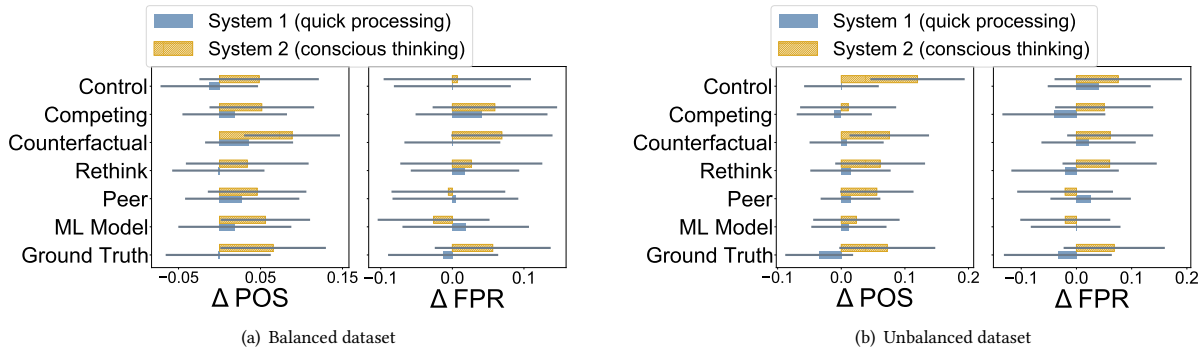 System 1 (quick processing)
System 2 (conscious thinking)
Control
Competing
Counterfactual
Rethink
Peer
ML Model
Ground Truth
−0.05 0.05 0.15
Δ POS
−0.1 0.0 0.1
Δ FPR
(a) Balanced dataset
System 1 (quick processing)
System 2 (conscious thinking)
Control
Competing
Counterfactual
Rethink
Peer
ML Model
Ground Truth
−0.1 0.0 0.1 0.2
Δ POS
−0.1 0.0 0.1 0.2
Δ FPR
(b) Unbalanced dataset